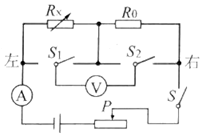 Rx R0
左 S1 S2 右
V
A P S